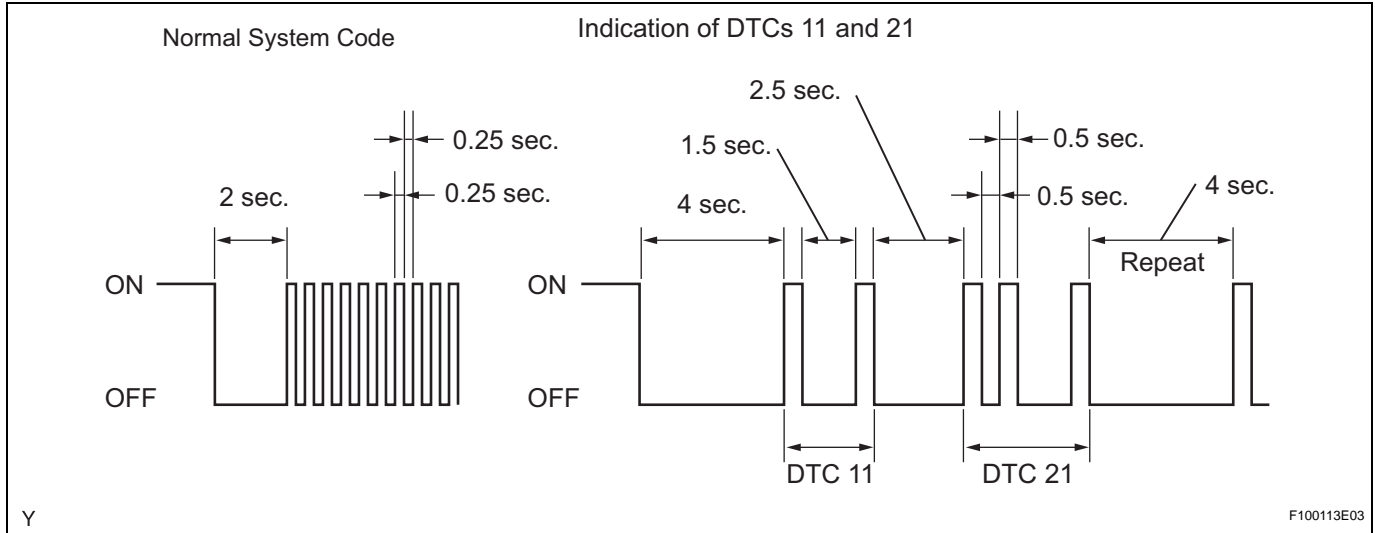 Normal System Code
Indication of DTCs 11 and 21
2.5 sec.
0.25 sec.
1.5 sec.
0.5 sec.
2 sec.
0.25 sec.
4 sec.
0.5 sec.
4 sec.
Repeat
ON
ON
OFF
OFF
DTC 11
DTC 21
Y
F100113E03